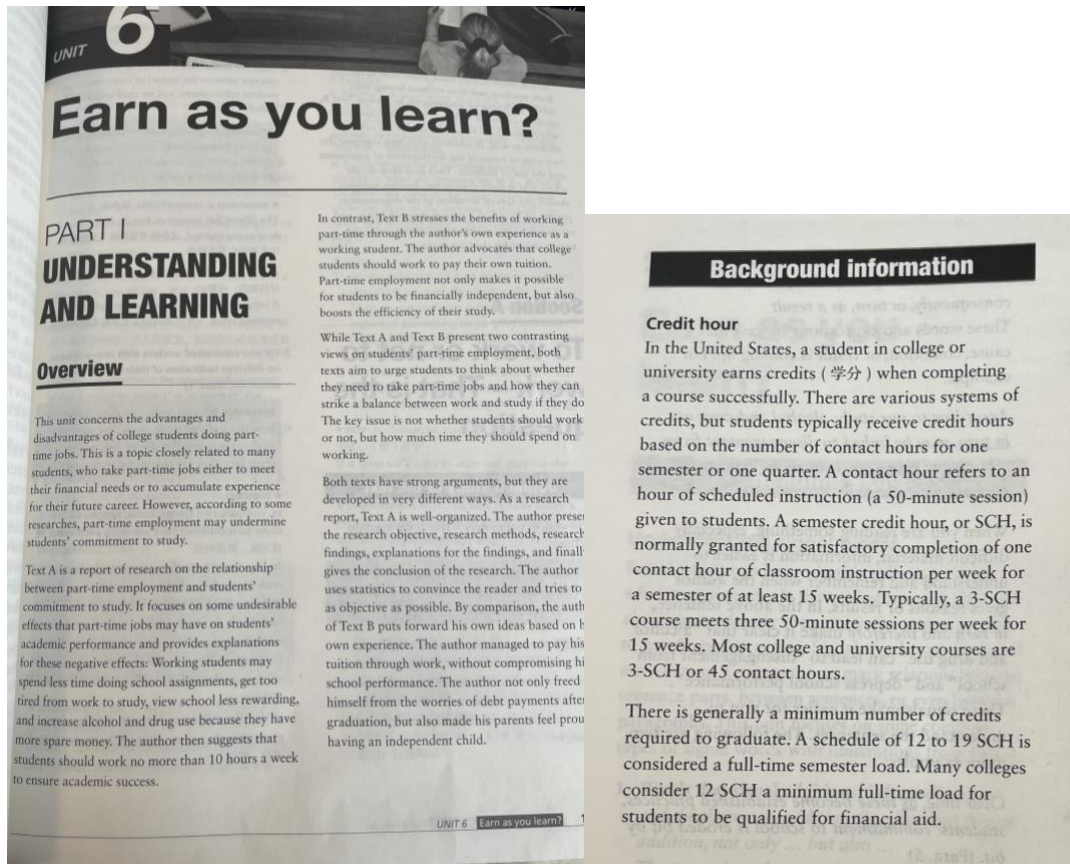 UNIT 6
Earn as you learn?
PART I
UNDERSTANDING
AND LEARNING
Overview
This unit concerns the advantages and
disadvantages of college students doing part-
time jobs. This is a topic closely related to many
students, who take part-time jobs either to meet
their financial needs or to accumulate experience
for their future career. However, according to some
researches, part-time employment may undermine
students' commitment to study.
Text A is a report of research on the relationship
between part-time employment and students'
commitment to study. It focuses on some undesirable
effects that part-time jobs may have on students'
academic performance and provides explanations
for these negative effects: Working students may
spend less time doing school assignments, get too
tired from work to study, view school less rewarding,
and increase alcohol and drug use because they have
more spare money. The author then suggests that
students should work no more than 10 hours a week
to ensure academic success.
In contrast, Text B stresses the benefits of working
part-time through the author's own experience as a
working student. The author advocates that college
students should work to pay their own tuition.
Part-time employment not only makes it possible
for students to be financially independent, but also
boosts the efficiency of their study.
While Text A and Text B present two contrasting
views on students' part-time employment, both
texts aim to urge students to think about whether
they need to take part-time jobs and how they can
strike a balance between work and study if they do
The key issue is not whether students should work
or not, but how much time they should spend on
working.
Both texts have strong arguments, but they are
developed in very different ways. As a research
report, Text A is well-organized. The author
the research objective, research methods, research
findings, explanations for the findings, and
gives the conclusion of the research. The author
uses statistics to convince the reader and tries to
as objective as possible. By comparison, the
of Text B puts forward his own ideas based on
own experience. The author managed to pay his
tuition through work, without compromising
school performance. The author not only freed
himself from the worries of debt payments
graduation, but also made his parents feel
having an independent child.
UNIT 6 Earn as you learn?
Background information
Credit hour
In the United States, a student in college or
university earns credits ( 学分 ) when completing
a course successfully. There are various systems of
credits, but students typically receive credit hours
based on the number of contact hours for one
semester or one quarter. A contact hour refers to an
hour of scheduled instruction (a 50-minute session)
given to students. A semester credit hour, or SCH, is
normally granted for satisfactory completion of one
contact hour of classroom instruction per week for
a semester of at least 15 weeks. Typically, a 3-SCH
course meets three 50-minute sessions per week for
15 weeks. Most college and university courses are
3-SCH or 45 contact hours.
There is generally a minimum number of credits
required to graduate. A schedule of 12 to 19 SCH is
considered a full-time semester load. Many colleges
consider 12 SCH a minimum full-time load for
students to be qualified for financial aid.